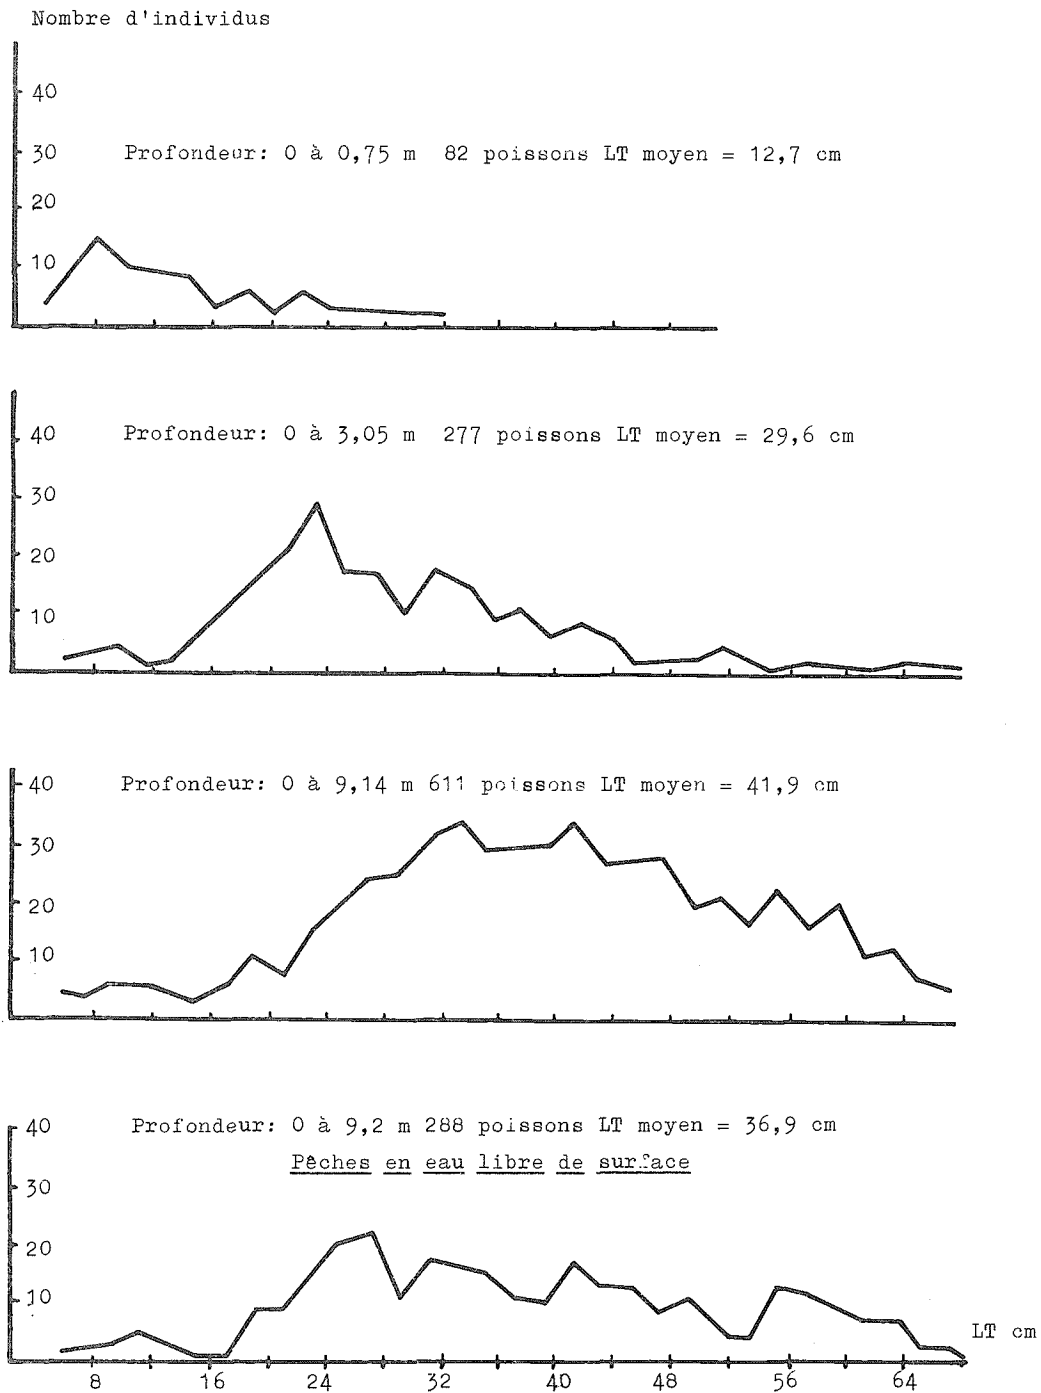 Nombre d'individus
40
30
Profondeur: 0 à 0,75 m 82 poissons LT moyen = 12,7 cm
20
10
40
Profondeur: 0 à 3,05 m 277 poissons LT moyen = 29,6 cm
30
20
10
40
Profondeur: 0 à 9,14 m 611 poissons LT moyen = 41,9 cm
30
20
10
40
Profondeur: 0 à 9,2 m 288 poissons LT moyen = 36,9 cm
Pêches en eau libre de surface
30
20
10
LT cm
8 16 24 32 40 48 56 64